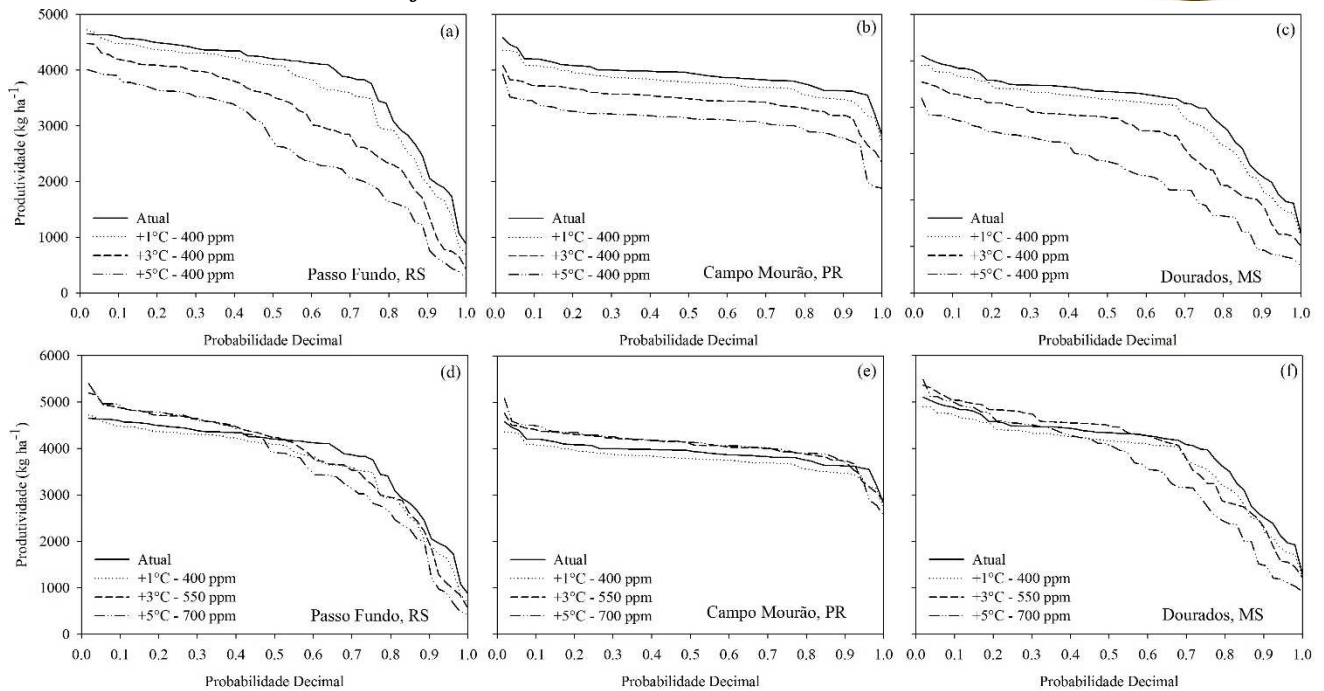 (a)
5000
4000
3000
2000
1000
0
Produtividade (kg ha⁻¹)
Atual
+1°C - 400 ppm
+3°C - 400 ppm
+5°C - 400 ppm
Passo Fundo, RS
0.0 0.1 0.2 0.3 0.4 0.5 0.6 0.7 0.8 0.9 1.0
Probabilidade Decimal
(b)
Atual
+1°C - 400 ppm
+3°C - 400 ppm
+5°C - 400 ppm
Campo Mourão, PR
0.0 0.1 0.2 0.3 0.4 0.5 0.6 0.7 0.8 0.9 1.0
Probabilidade Decimal
(c)
Atual
+1°C - 400 ppm
+3°C - 400 ppm
+5°C - 400 ppm
Dourados, MS
0.0 0.1 0.2 0.3 0.4 0.5 0.6 0.7 0.8 0.9 1.0
Probabilidade Decimal
(d)
6000
5000
4000
3000
2000
1000
0
Produtividade (kg ha⁻¹)
Atual
+1°C - 400 ppm
+3°C - 550 ppm
+5°C - 700 ppm
Passo Fundo, RS
0.0 0.1 0.2 0.3 0.4 0.5 0.6 0.7 0.8 0.9 1.0
Probabilidade Decimal
(e)
Atual
+1°C - 400 ppm
+3°C - 550 ppm
+5°C - 700 ppm
Campo Mourão, PR
0.0 0.1 0.2 0.3 0.4 0.5 0.6 0.7 0.8 0.9 1.0
Probabilidade Decimal
(f)
Atual
+1°C - 400 ppm
+3°C - 550 ppm
+5°C - 700 ppm
Dourados, MS
0.0 0.1 0.2 0.3 0.4 0.5 0.6 0.7 0.8 0.9 1.0
Probabilidade Decimal